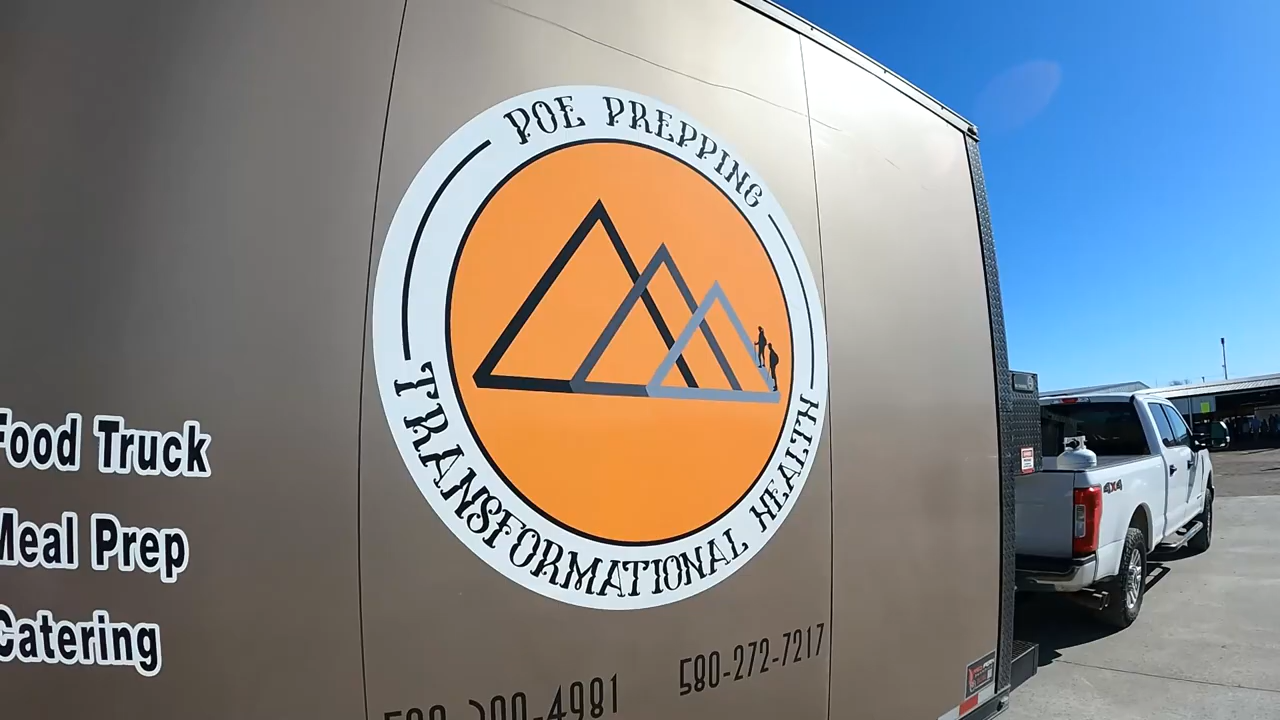 POE PREPPING
TRANSFORMATIONAL HEALTH
Food Truck
Meal Prep
Catering
580-272-7217
4X4